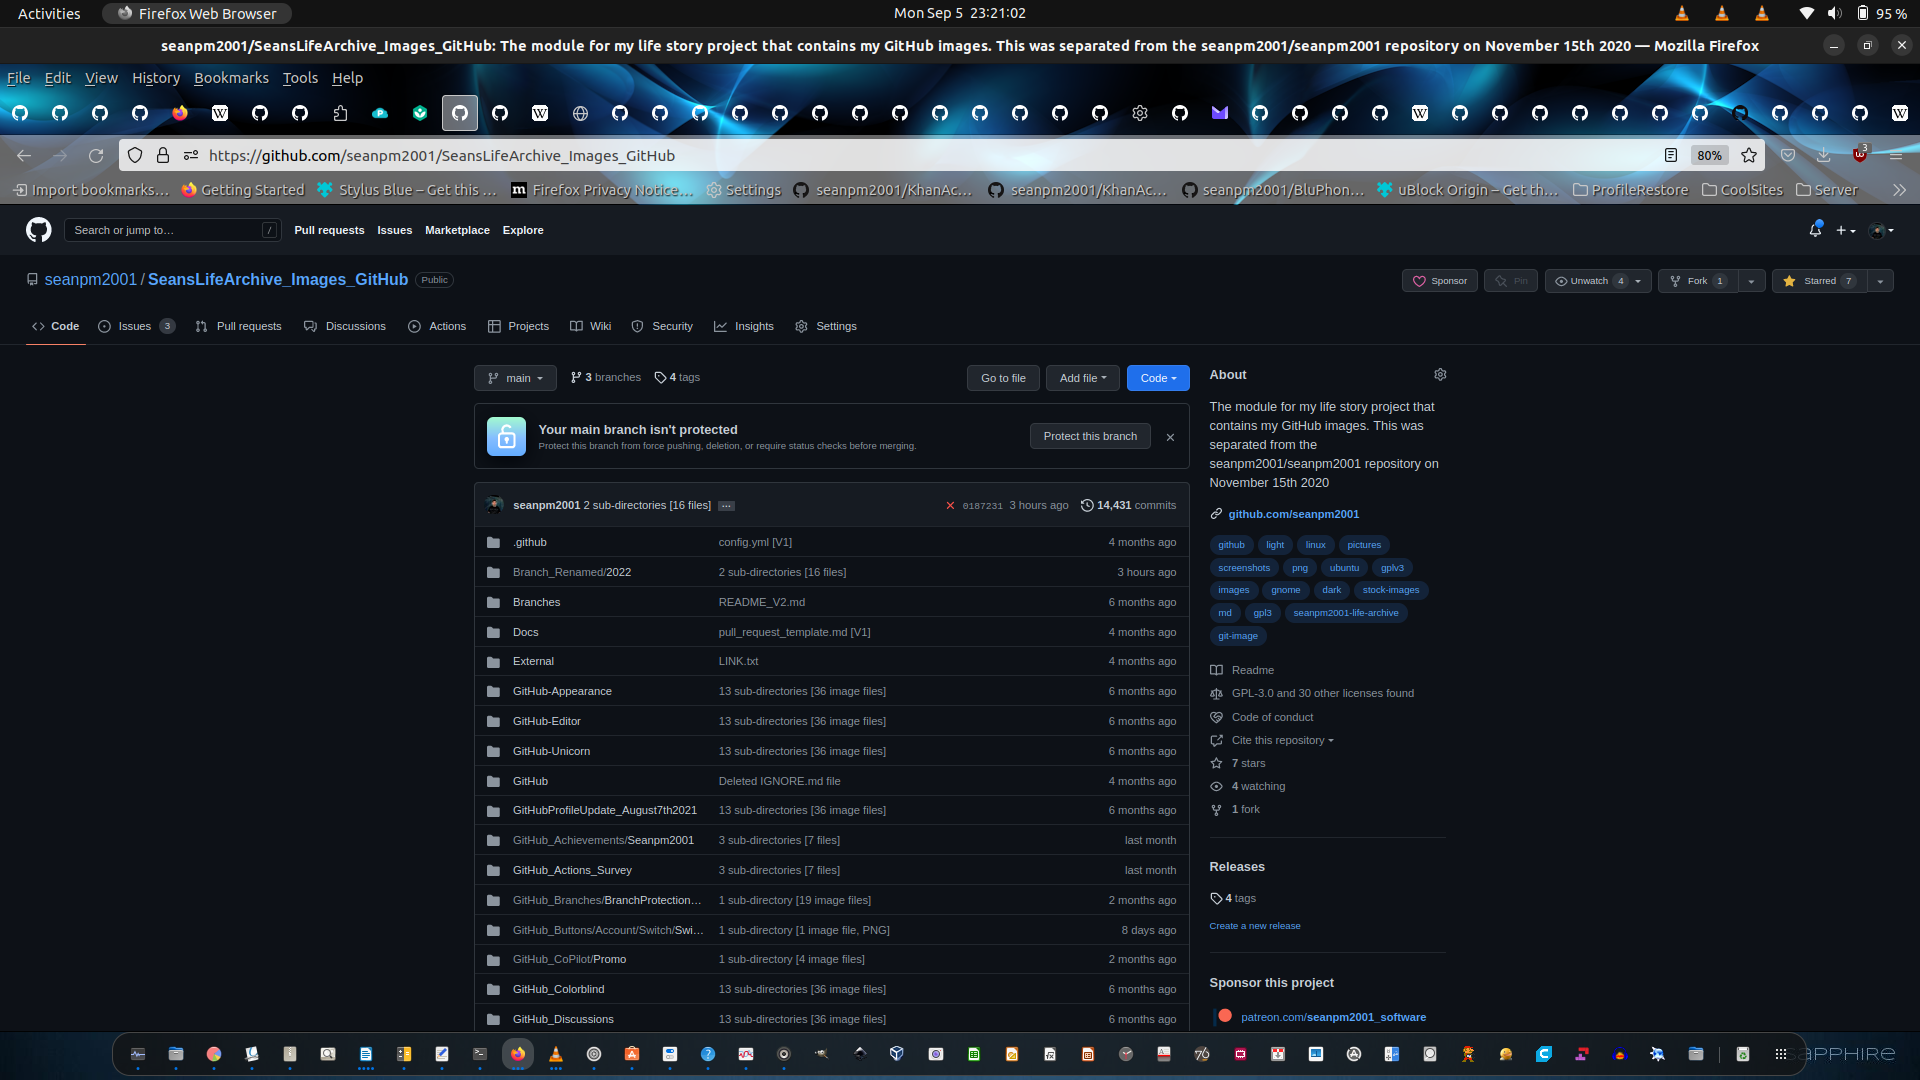 Activities
Firefox Web Browser
Mon Sep 5 23:21:02
95 %
seanpm2001/SeansLifeArchive_Images_GitHub: The module for my life story project that contains my GitHub images. This was separated from the seanpm2001/seanpm2001 repository on November 15th 2020 — Mozilla Firefox
File Edit View History Bookmarks Tools Help
https://github.com/seanpm2001/SeansLifeArchive_Images_GitHub
80%
3
Import bookmarks… Getting Started Stylus Blue – Get this … Firefox Privacy Notice… Settings seanpm2001/KhanAc… seanpm2001/KhanAc… seanpm2001/BluPhon… uBlock Origin – Get th… ProfileRestore CoolSites Server
Search or jump to…
/
Pull requests Issues Marketplace Explore
seanpm2001 / SeansLifeArchive_Images_GitHub Public
Sponsor Pin Unwatch 4 Fork 1 Starred 7
Code Issues 3 Pull requests Discussions Actions Projects Wiki Security Insights Settings
main 3 branches 4 tags Go to file Add file Code
Your main branch isn't protected
Protect this branch from force pushing, deletion, or require status checks before merging.
Protect this branch
seanpm2001 2 sub-directories [16 files] … 0187231 3 hours ago 14,431 commits
.github config.yml [V1] 4 months ago
Branch_Renamed/2022 2 sub-directories [16 files] 3 hours ago
Branches README_V2.md 6 months ago
Docs pull_request_template.md [V1] 4 months ago
External LINK.txt 4 months ago
GitHub-Appearance 13 sub-directories [36 image files] 6 months ago
GitHub-Editor 13 sub-directories [36 image files] 6 months ago
GitHub-Unicorn 13 sub-directories [36 image files] 6 months ago
GitHub Deleted IGNORE.md file 4 months ago
GitHubProfileUpdate_August7th2021 13 sub-directories [36 image files] 6 months ago
GitHub_Achievements/Seanpm2001 3 sub-directories [7 files] last month
GitHub_Actions_Survey 3 sub-directories [7 files] last month
GitHub_Branches/BranchProtection… 1 sub-directory [19 image files] 2 months ago
GitHub_Buttons/Account/Switch/Swi… 1 sub-directory [1 image file, PNG] 8 days ago
GitHub_CoPilot/Promo 1 sub-directory [4 image files] 2 months ago
GitHub_Colorblind 13 sub-directories [36 image files] 6 months ago
GitHub_Discussions 13 sub-directories [36 image files] 6 months ago
About
The module for my life story project that
contains my GitHub images. This was
separated from the
seanpm2001/seanpm2001 repository on
November 15th 2020
github.com/seanpm2001
github light linux pictures
screenshots png ubuntu gplv3
images gnome dark stock-images
md gpl3 seanpm2001-life-archive
git-image
Readme
GPL-3.0 and 30 other licenses found
Code of conduct
Cite this repository
7 stars
4 watching
1 fork
Releases
4 tags
Create a new release
Sponsor this project
patreon.com/seanpm2001_software
SAPPHIRE